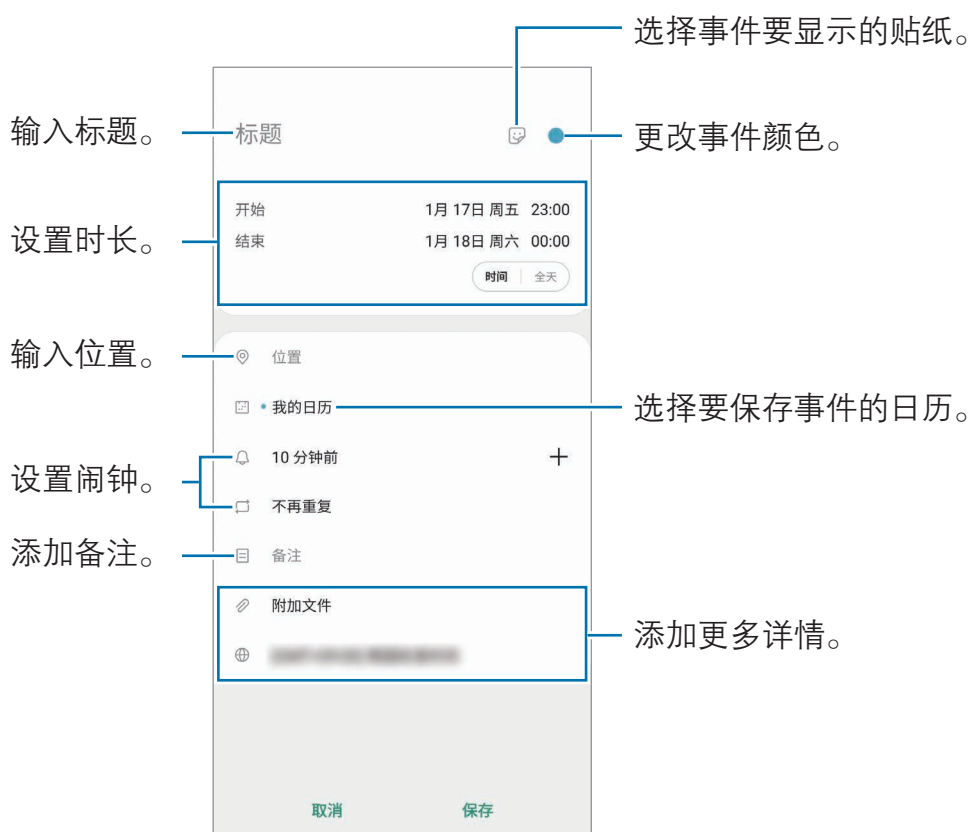 选择事件要显示的贴纸。
输入标题。
标题
更改事件颜色。
开始 1月 17日 周五 23:00
设置时长。
结束 1月 18日 周六 00:00
时间 全天
输入位置。
位置
我的日历
选择要保存事件的日历。
10 分钟前
设置闹钟。
不再重复
添加备注。
备注
附加文件
添加更多详情。
取消 保存